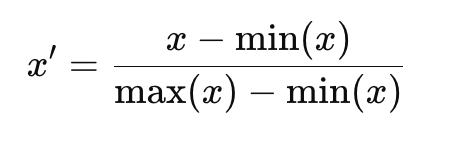 x′ = (x − min(x)) / (max(x) − min(x))